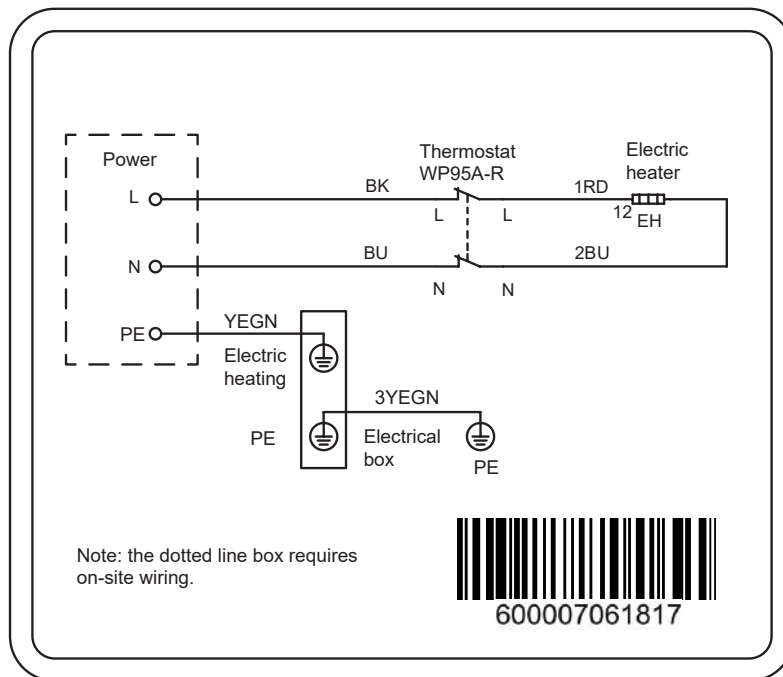 Power
Thermostat
WP95A-R
Electric
heater
L
BK
L
L
1RD
12
EH
N
BU
N
N
2BU
PE
YEGN
Electric
heating
3YEGN
PE
Electrical
box
PE
Note: the dotted line box requires
on-site wiring.
600007061817